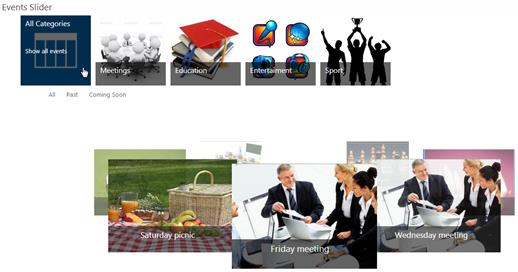 Events Slider
All Categories
Show all events
Meetings
Education
Entertaiment
Sport
All Past Coming Soon
Saturday picnic
Friday meeting
Wednesday meeting